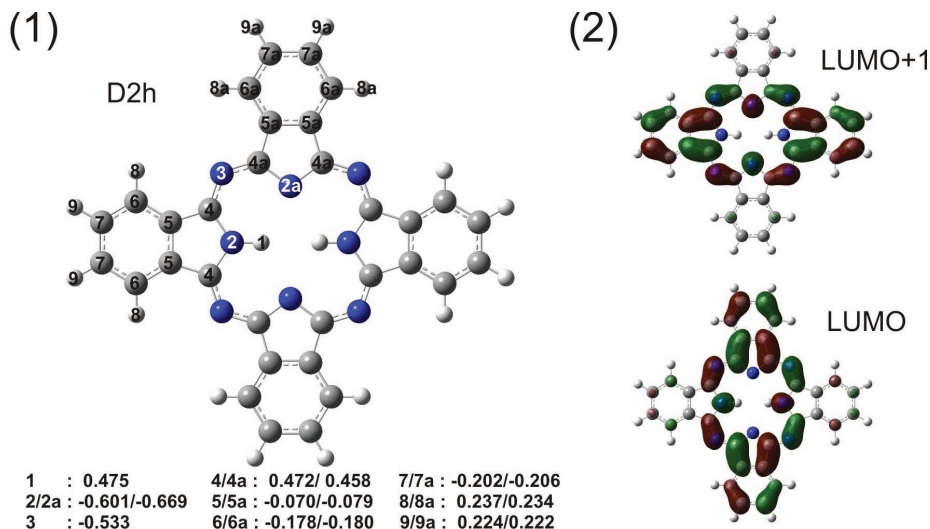 (1)
D2h
9a 9a
7a 7a
8a 6a 6a 8a
5a 5a
4a 4a
3
2a
8
9 6
7 5 4
2 1
7 5 4
9 6
8
1 : 0.475
2/2a : -0.601/-0.669
3 : -0.533
4/4a : 0.472/ 0.458
5/5a : -0.070/-0.079
6/6a : -0.178/-0.180
7/7a : -0.202/-0.206
8/8a : 0.237/0.234
9/9a : 0.224/0.222
(2)
LUMO+1
LUMO